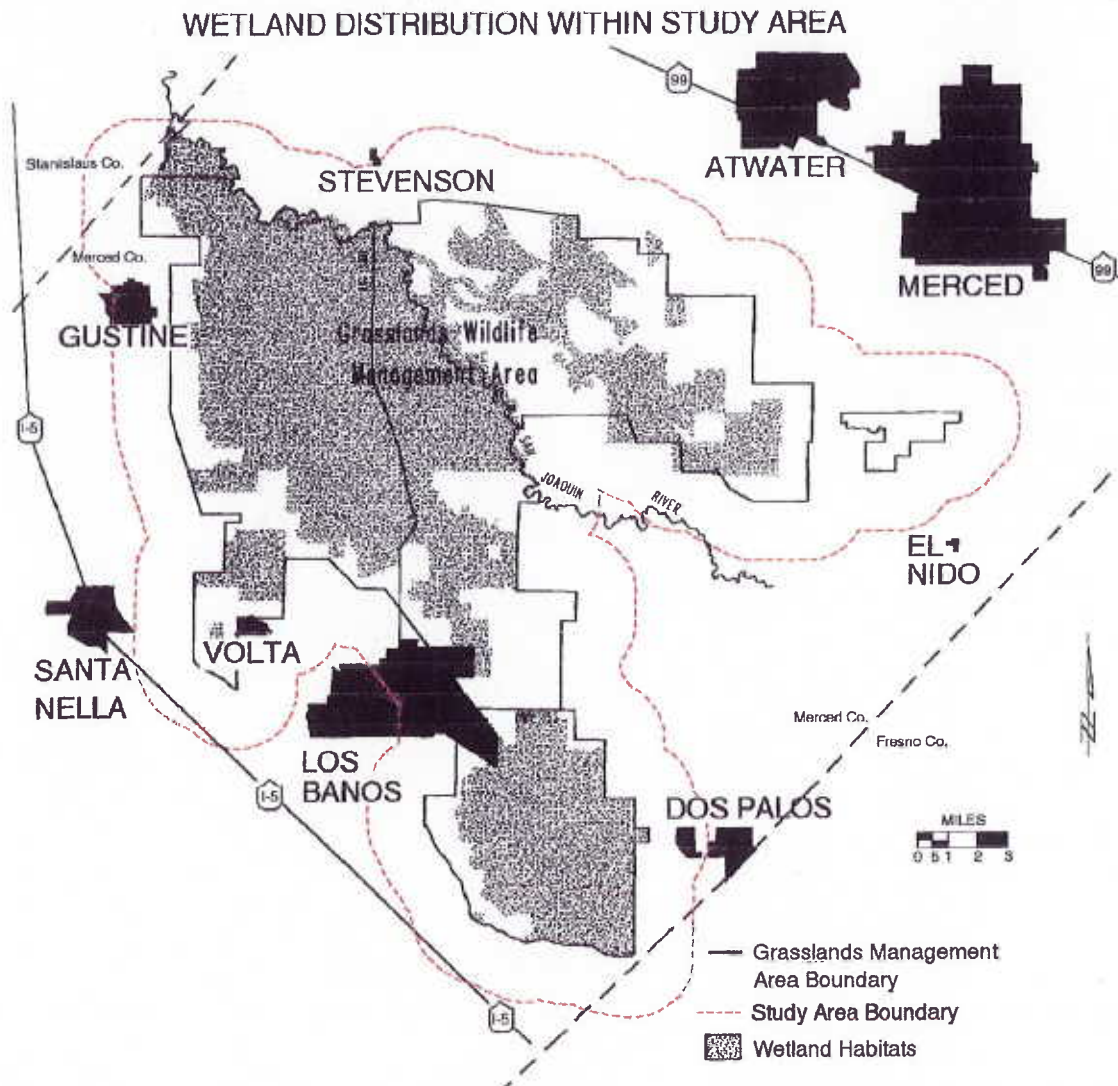 WETLAND DISTRIBUTION WITHIN STUDY AREA
99
ATWATER
Stanislaus Co.
STEVENSON
Merced Co.
MERCED
99
GUSTINE
Grasslands Wildlife
Management Area
I-5
SAN
JOAQUIN
RIVER
EL
NIDO
SANTA
NELLA
VOLTA
Merced Co.
Fresno Co.
LOS
BANOS
I-5
DOS PALOS
MILES
0 .5 1 2 3
I-5
Grasslands Management
Area Boundary
Study Area Boundary
Wetland Habitats